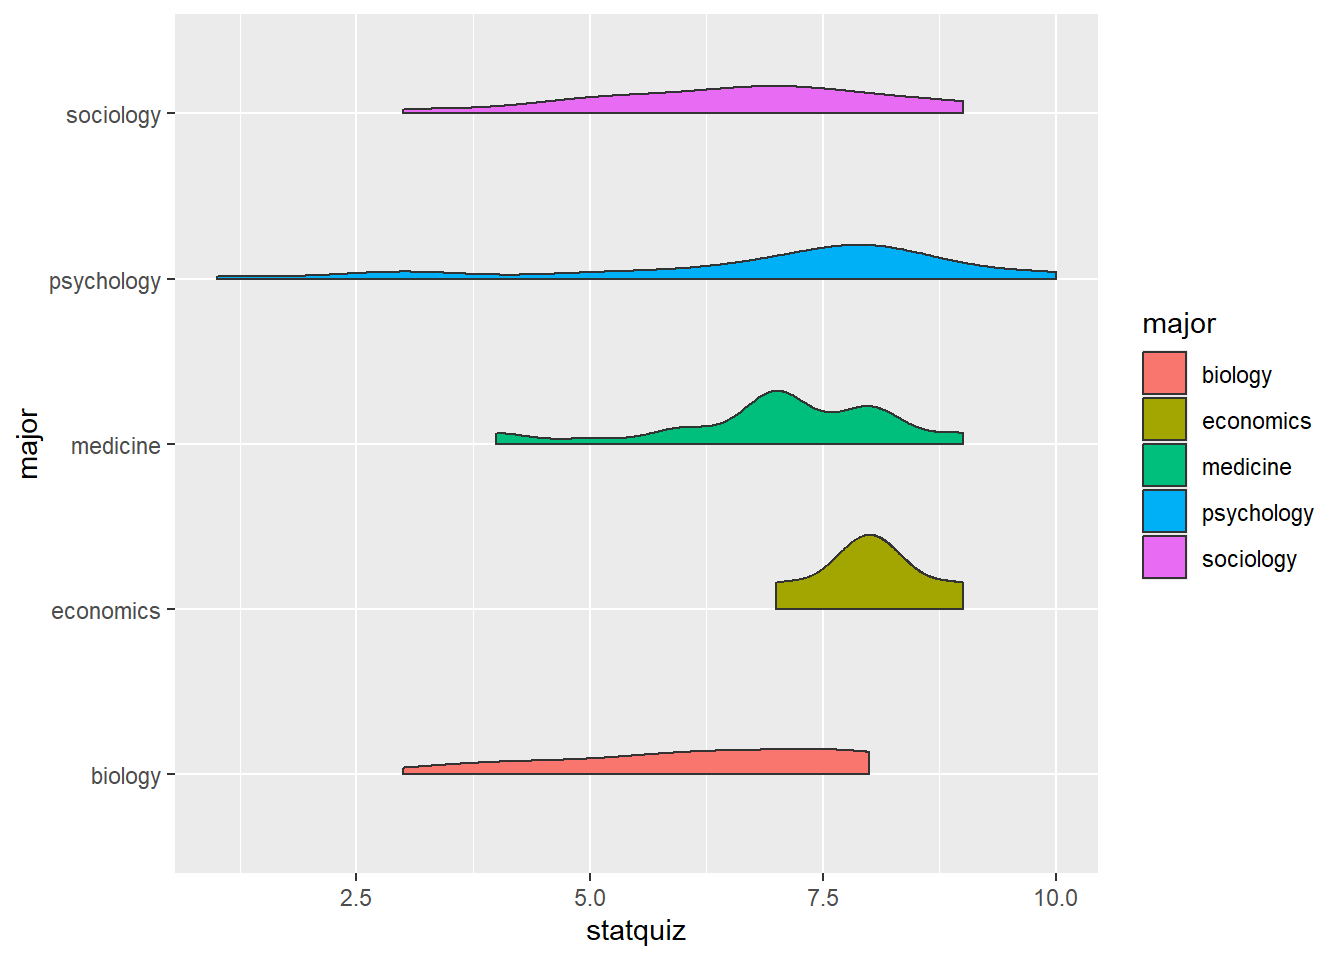 sociology
psychology
medicine
economics
biology
major
2.5 5.0 7.5 10.0
statquiz
major
biology
economics
medicine
psychology
sociology